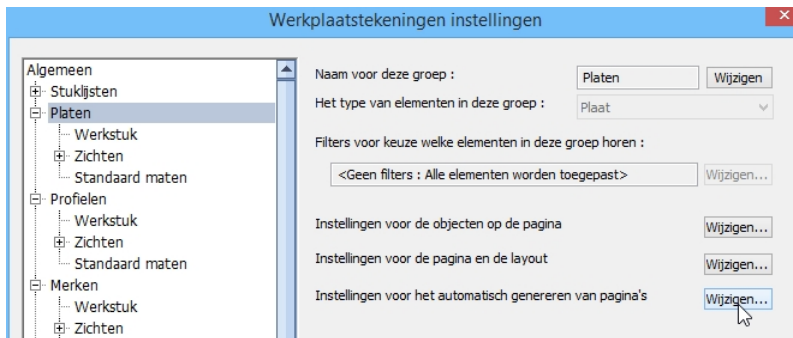 Werkplaatstekeningen instellingen
Algemeen
Stuklijsten
Platen
Werkstuk
Zichten
Standaard maten
Profielen
Werkstuk
Zichten
Standaard maten
Merken
Werkstuk
Zichten
Naam voor deze groep : Platen Wijzigen
Het type van elementen in deze groep : Plaat
Filters voor keuze welke elementen in deze groep horen :
<Geen filters : Alle elementen worden toegepast> Wijzigen...
Instellingen voor de objecten op de pagina Wijzigen...
Instellingen voor de pagina en de layout Wijzigen...
Instellingen voor het automatisch genereren van pagina's Wijzigen...